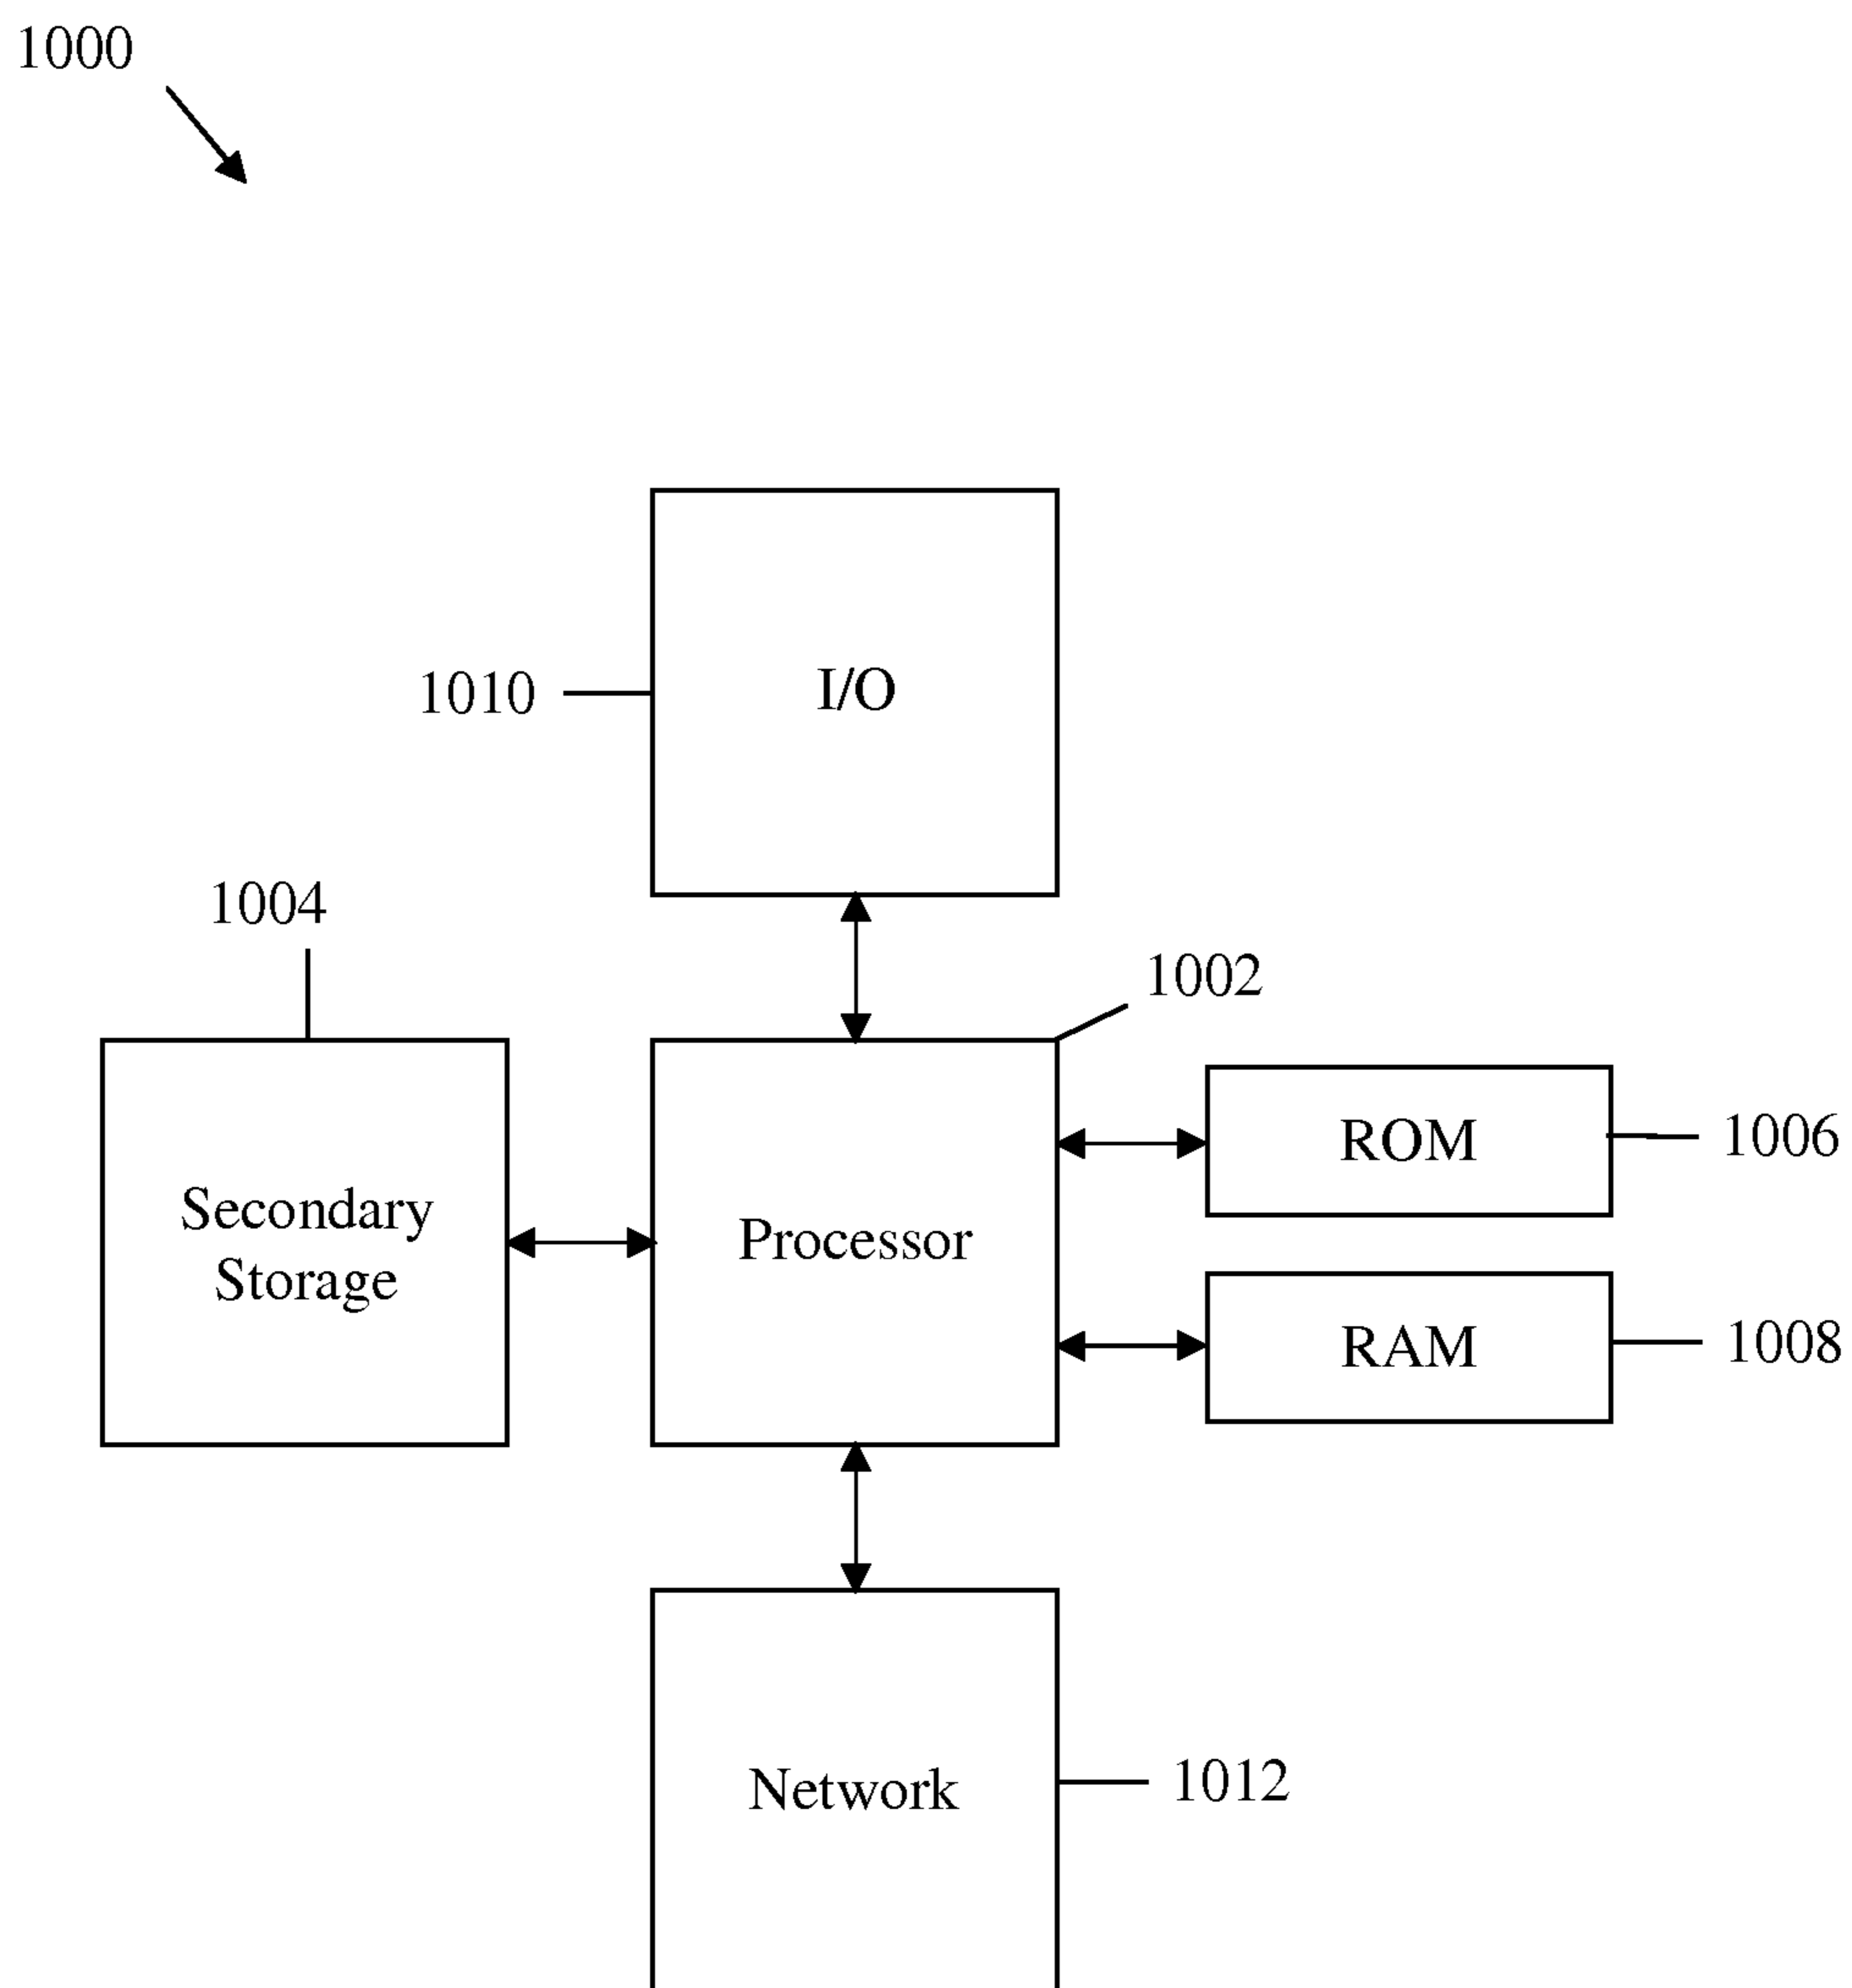 1000
I/O
1010
1004
1002
ROM
1006
Secondary
Storage
Processor
RAM
1008
Network
1012